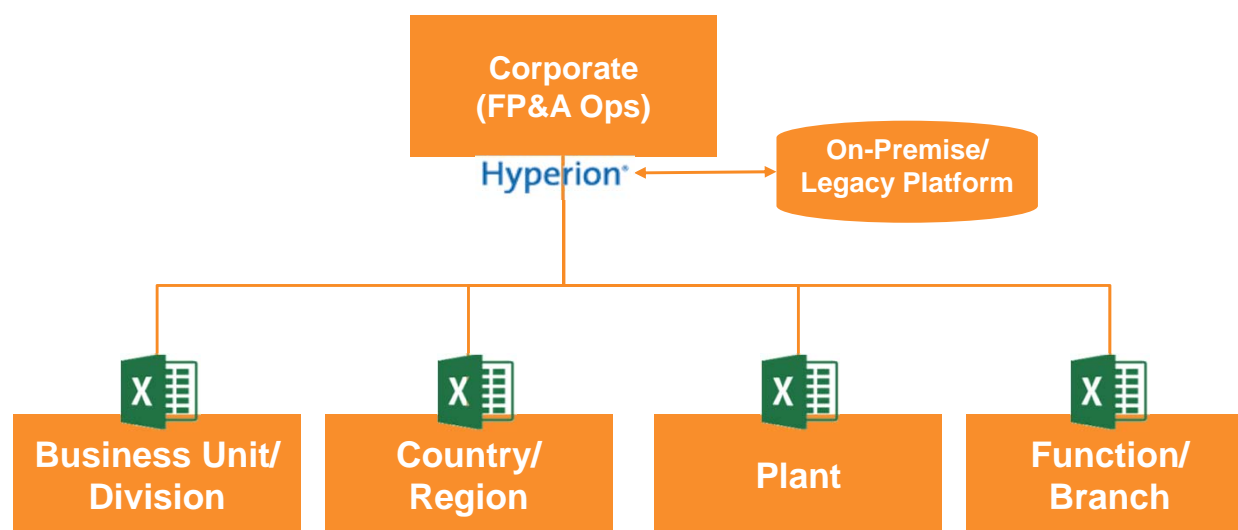 Corporate
(FP&A Ops)
Hyperion®
On-Premise/
Legacy Platform
X
X
X
X
Business Unit/
Division
Country/
Region
Plant
Function/
Branch